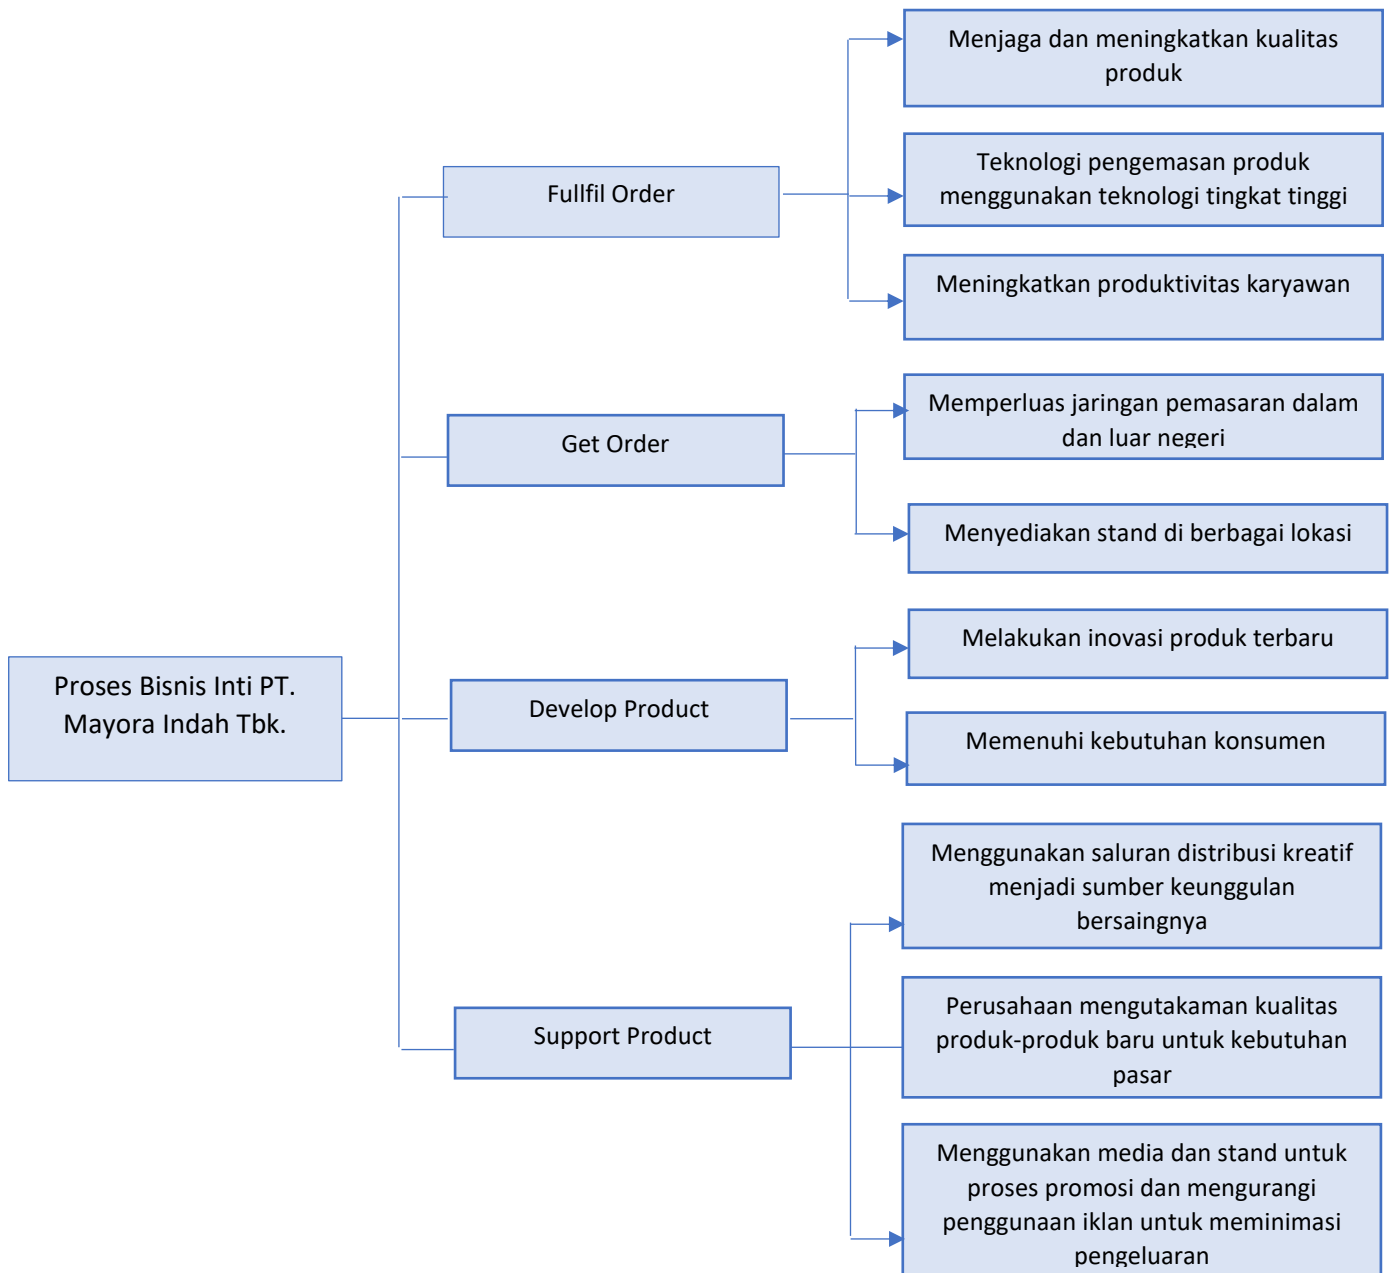 Proses Bisnis Inti PT.
Mayora Indah Tbk.
Fullfil Order
Menjaga dan meningkatkan kualitas
produk
Teknologi pengemasan produk
menggunakan teknologi tingkat tinggi
Meningkatkan produktivitas karyawan
Get Order
Memperluas jaringan pemasaran dalam
dan luar negeri
Menyediakan stand di berbagai lokasi
Develop Product
Melakukan inovasi produk terbaru
Memenuhi kebutuhan konsumen
Support Product
Menggunakan saluran distribusi kreatif
menjadi sumber keunggulan
bersaingnya
Perusahaan mengutakaman kualitas
produk-produk baru untuk kebutuhan
pasar
Menggunakan media dan stand untuk
proses promosi dan mengurangi
penggunaan iklan untuk meminimasi
pengeluaran